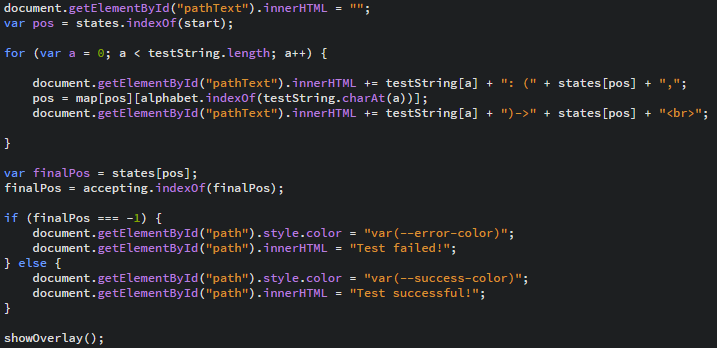 document.getElementById("pathText").innerHTML = "";
var pos = states.indexOf(start);
for (var a = 0; a < testString.length; a++) {
document.getElementById("pathText").innerHTML += testString[a] + ": (" + states[pos] + ",";
pos = map[pos][alphabet.indexOf(testString.charAt(a))];
document.getElementById("pathText").innerHTML += testString[a] + ")->" + states[pos] + "<br>";
}
var finalPos = states[pos];
finalPos = accepting.indexOf(finalPos);
if (finalPos === -1) {
document.getElementById("path").style.color = "var(--error-color)";
document.getElementById("path").innerHTML = "Test failed!";
} else {
document.getElementById("path").style.color = "var(--success-color)";
document.getElementById("path").innerHTML = "Test successful!";
}
showOverlay();